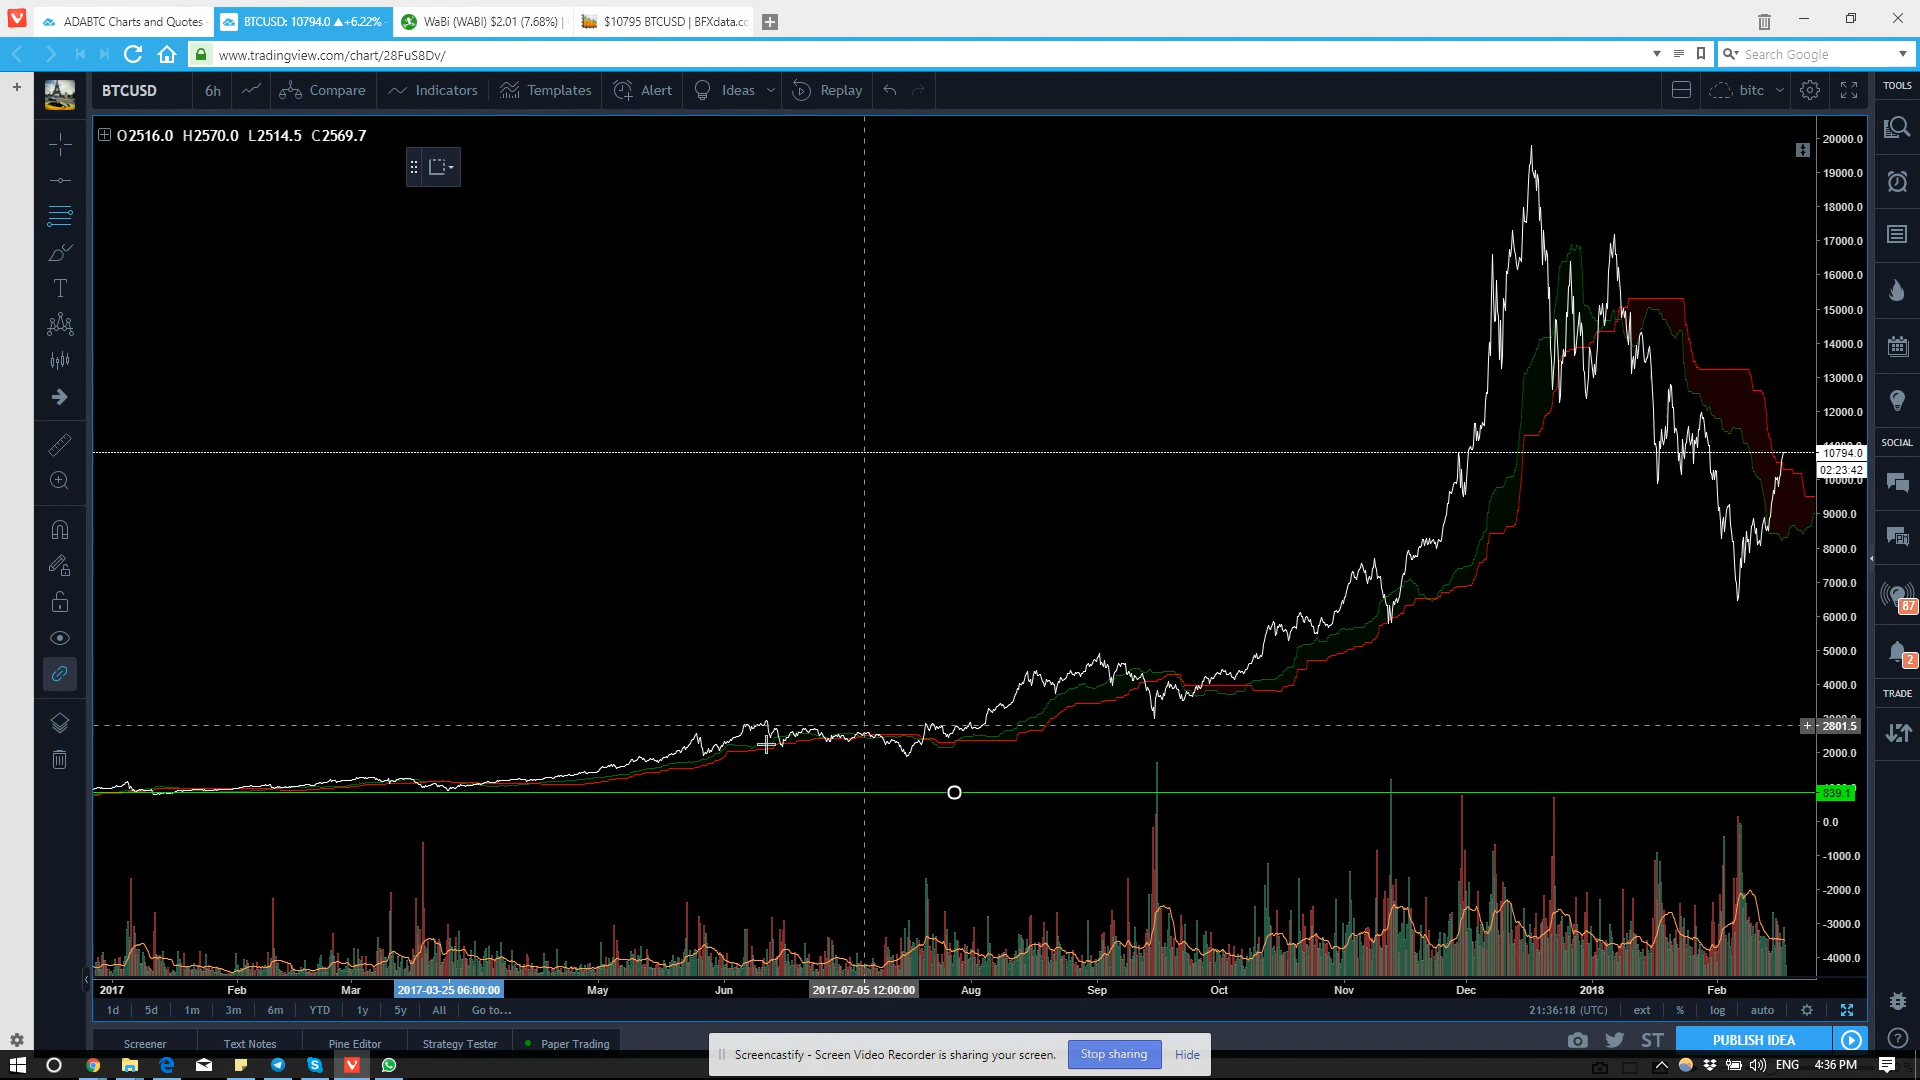 ADABTC Charts and Quotes
BTCUSD: 10794.0 ▲+6.22%
WaBi (WABI) $2.01 (7.68%) |
$10795 BTCUSD | BFXdata.cc
www.tradingview.com/chart/28FuS8Dv/
Search Google
BTCUSD
6h
Compare
Indicators
Templates
Alert
Ideas
Replay
bitc
TOOLS
O2516.0 H2570.0 L2514.5 C2569.7
20000.0
19000.0
18000.0
17000.0
16000.0
15000.0
14000.0
13000.0
12000.0
10794.0
02:23:42
10000.0
9000.0
8000.0
7000.0
6000.0
5000.0
4000.0
2801.5
2000.0
839.1
0.0
-1000.0
-2000.0
-3000.0
-4000.0
SOCIAL
87
2
TRADE
2017
Feb
Mar
2017-03-25 06:00:00
May
Jun
2017-07-05 12:00:00
Aug
Sep
Oct
Nov
Dec
2018
Feb
1d
5d
1m
3m
6m
YTD
1y
5y
All
Go to...
21:36:18 (UTC)
ext
%
log
auto
Screener
Text Notes
Pine Editor
Strategy Tester
Paper Trading
Screencastify - Screen Video Recorder is sharing your screen.
Stop sharing
Hide
ST
PUBLISH IDEA
ENG
4:36 PM